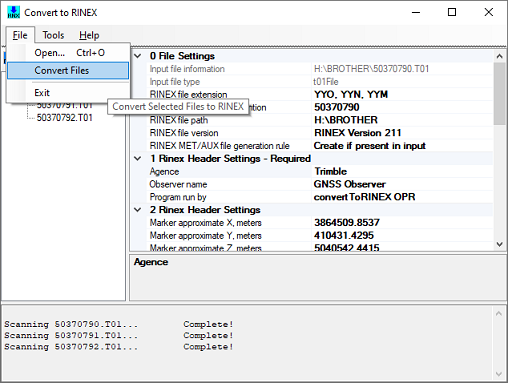 RNX Convert to RINEX
File Tools Help
Open... Ctrl+O
Convert Files
Exit
50370791.T01
50370792.T01
Convert Selected Files to RINEX
0 File Settings
Input file information H:\BROTHER\50370790.T01
Input file type t01File
RINEX file extension YYO, YYN, YYM
50370790
RINEX file path H:\BROTHER
RINEX file version RINEX Version 211
RINEX MET/AUX file generation rule Create if present in input
1 Rinex Header Settings - Required
Agence Trimble
Observer name GNSS Observer
Program run by convertToRINEX OPR
2 Rinex Header Settings
Marker approximate X, meters 3864509.8537
Marker approximate Y, meters 410431.4295
Marker approximate Z, meters 5040542.4415
Agence
Scanning 50370790.T01... Complete!
Scanning 50370791.T01... Complete!
Scanning 50370792.T01... Complete!